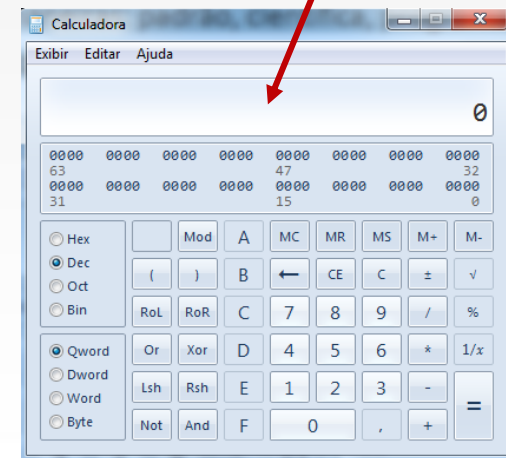 Calculadora
Exibir Editar Ajuda
0
0000 0000 0000 0000 0000 0000 0000 0000
63 47 32
0000 0000 0000 0000 0000 0000 0000 0000
31 15 0
Hex Mod A MC MR MS M+ M-
Dec ( ) B ← CE C ± √
Oct
Bin RoL RoR C 7 8 9 / %
Qword Or Xor D 4 5 6 * 1/x
Dword Lsh Rsh E 1 2 3 - =
Word
Byte Not And F 0 , +